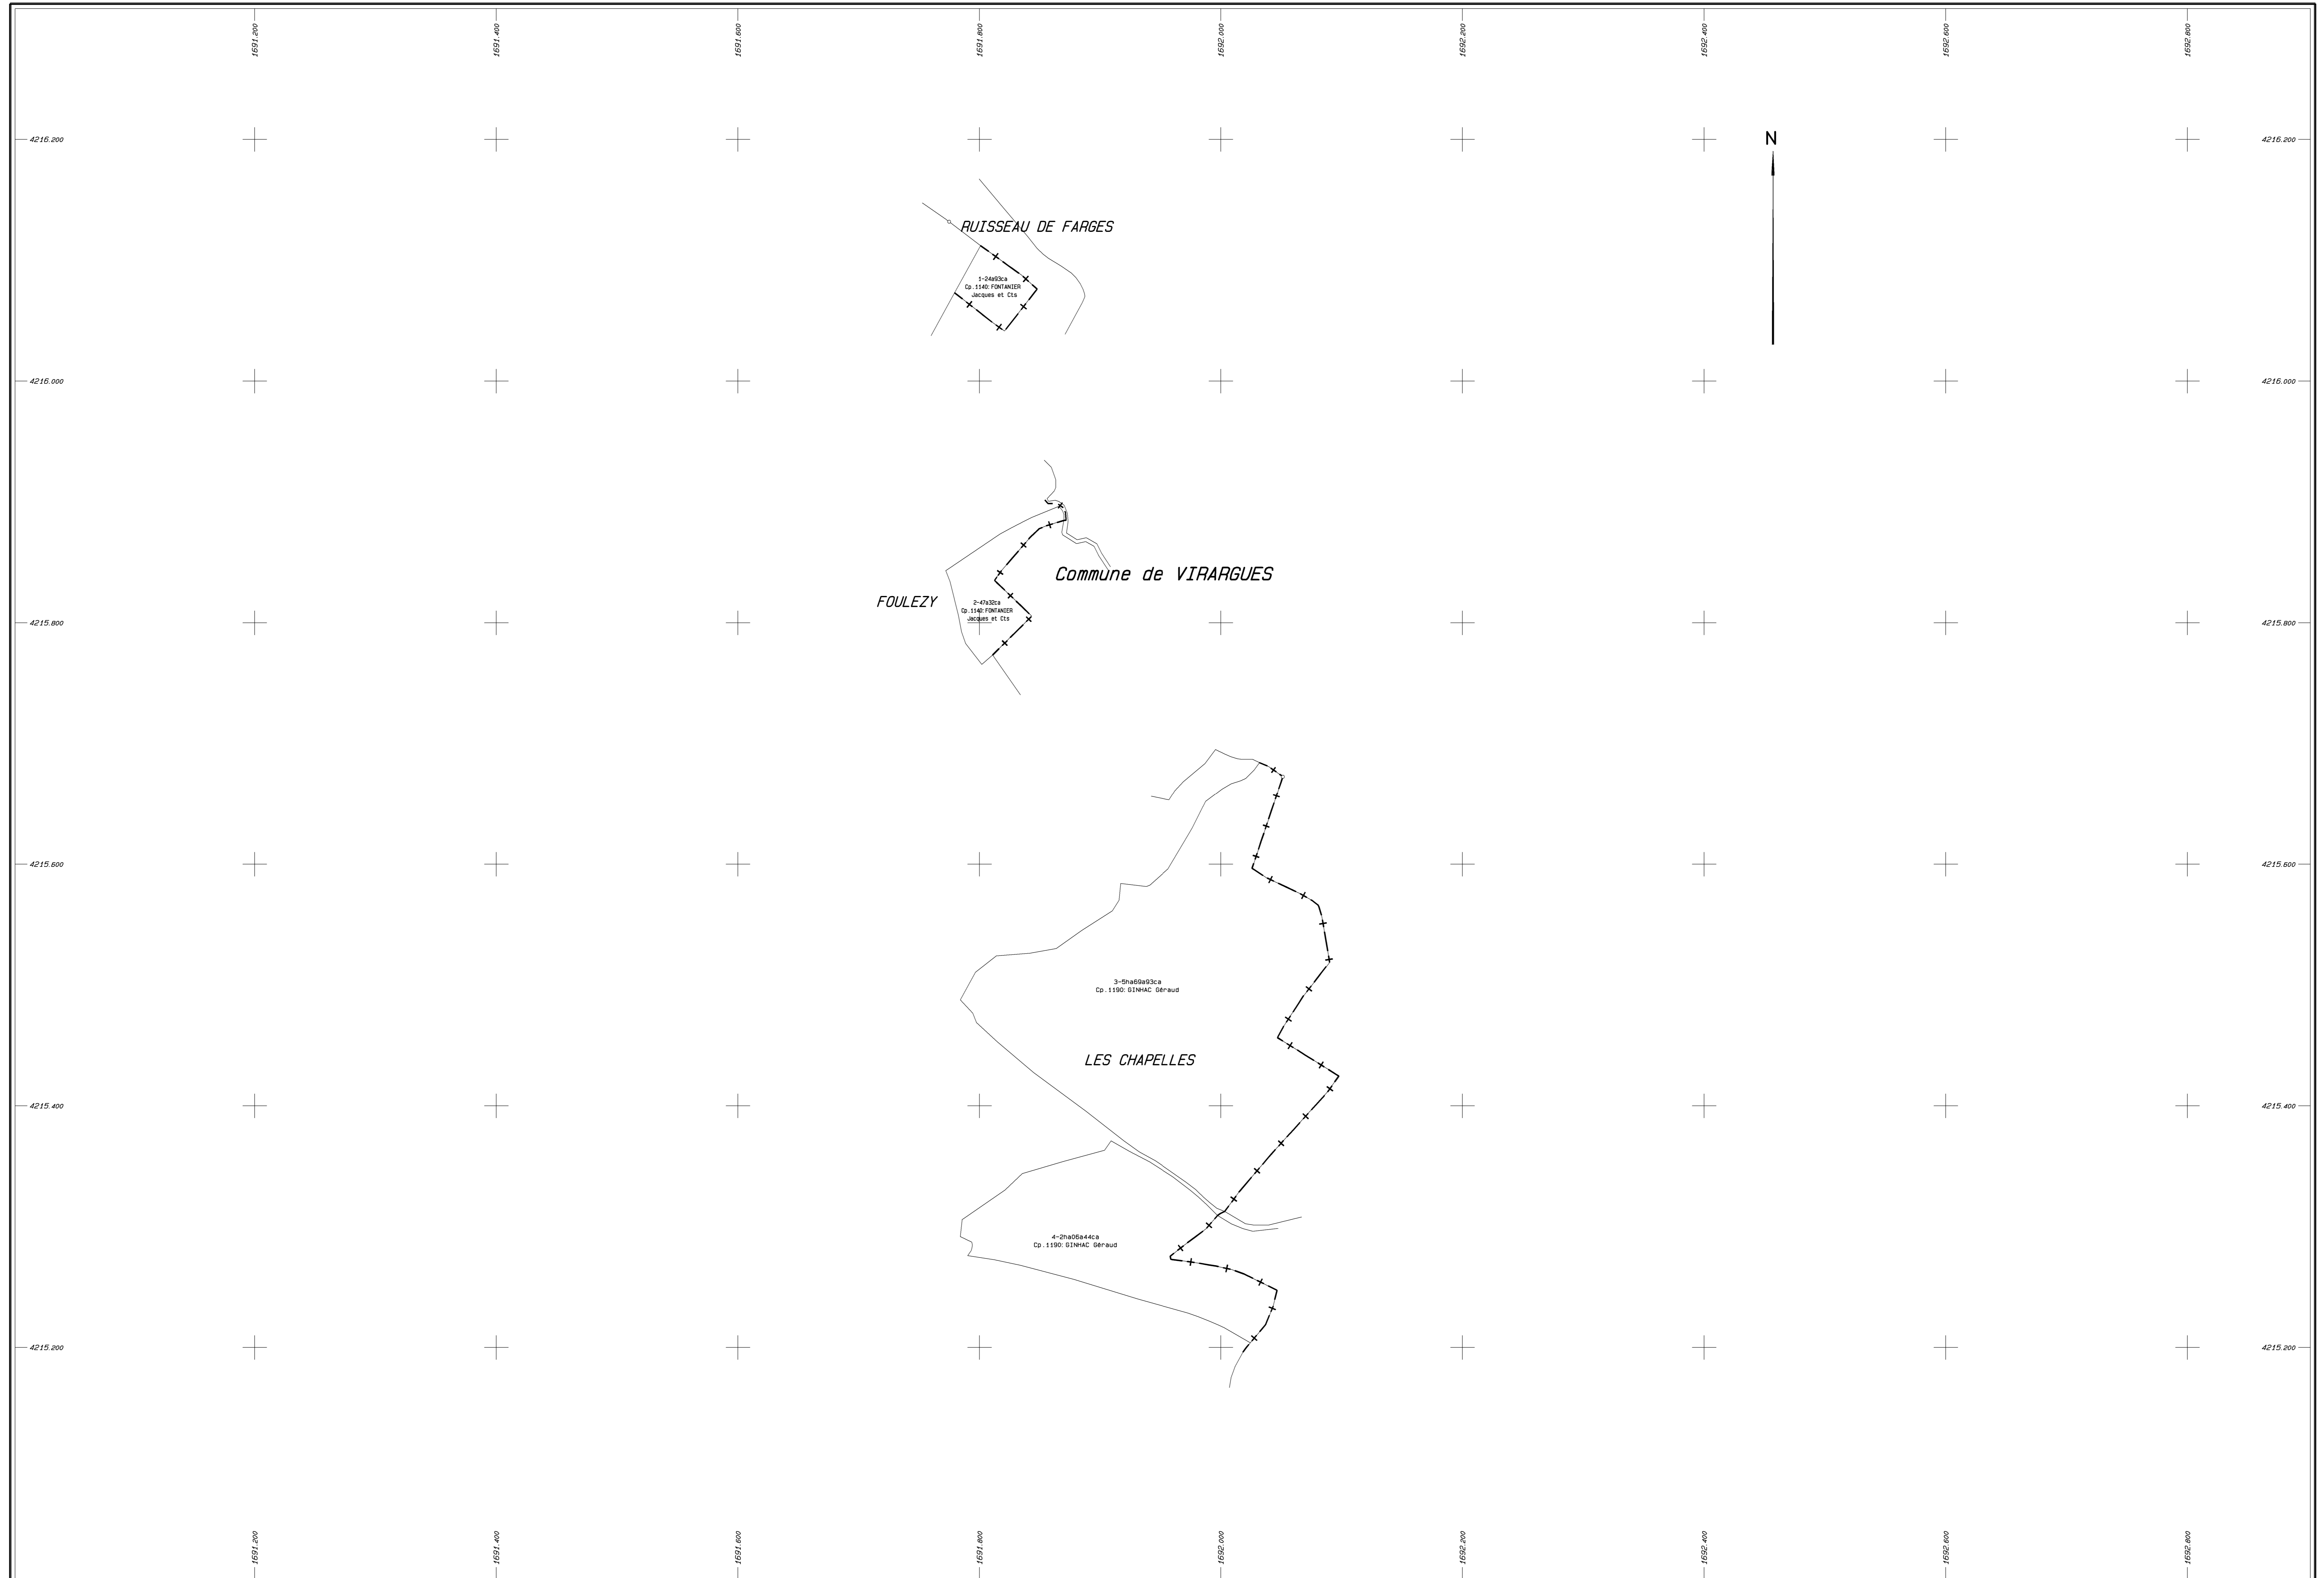 1691.200
1691.400
1691.600
1691.800
1692.000
1692.200
1692.400
1692.600
1692.800
4216.200
N
4216.200
RUISSEAU DE FARGES
1-24a93ca
Cp.1140: FONTANIER
Jacques et Cts
4216.000
4216.000
Commune de VIRARGUES
FOULEZY
2-47a32ca
Cp.1140: FONTANIER
Jacques et Cts
4215.800
4215.800
4215.600
4215.600
3-5ha69a93ca
Cp.1190: GINHAC Géraud
LES CHAPELLES
4215.400
4215.400
4-2ha06a44ca
Cp.1190: GINHAC Géraud
4215.200
4215.200
1691.200
1691.400
1691.600
1691.800
1692.000
1692.200
1692.400
1692.600
1692.800